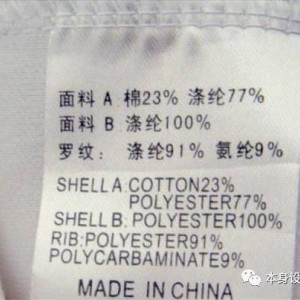 面料 A:棉23% 涤纶77%
面料 B:涤纶100%
罗纹:涤纶91% 氨纶9%
SHELL A:COTTON23%
POLYESTER77%
SHELL B:POLYESTER100%
RIB:POLYESTER91%
POLYCARBAMINATE9%
MADE IN CHINA
本身设